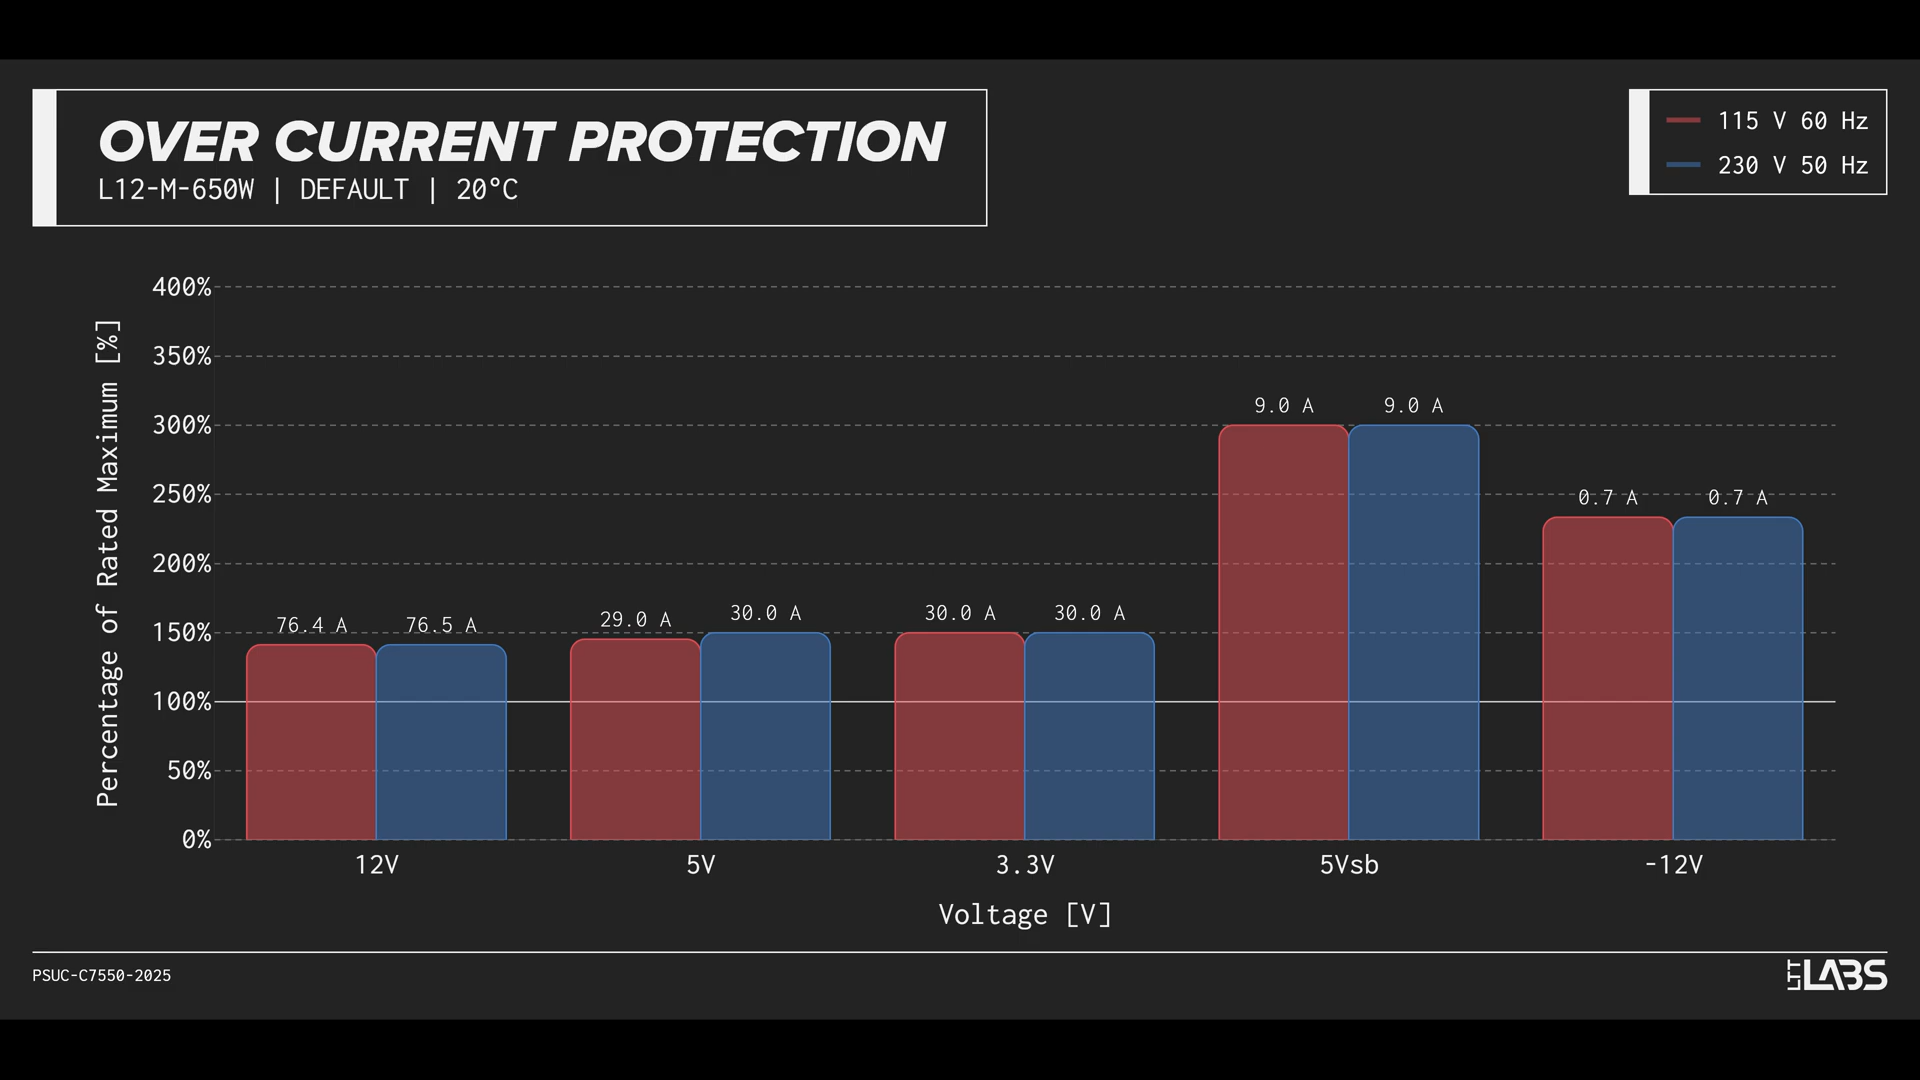 OVER CURRENT PROTECTION
L12-M-650W | DEFAULT | 20°C
115 V 60 Hz
230 V 50 Hz
Percentage of Rated Maximum [%]
400%
350%
300%
250%
200%
150%
100%
50%
0%
76.4 A 76.5 A 29.0 A 30.0 A 30.0 A 30.0 A 9.0 A 9.0 A 0.7 A 0.7 A
12V 5V 3.3V 5Vsb -12V
Voltage [V]
PSUC-C7550-2025
LTT LABS